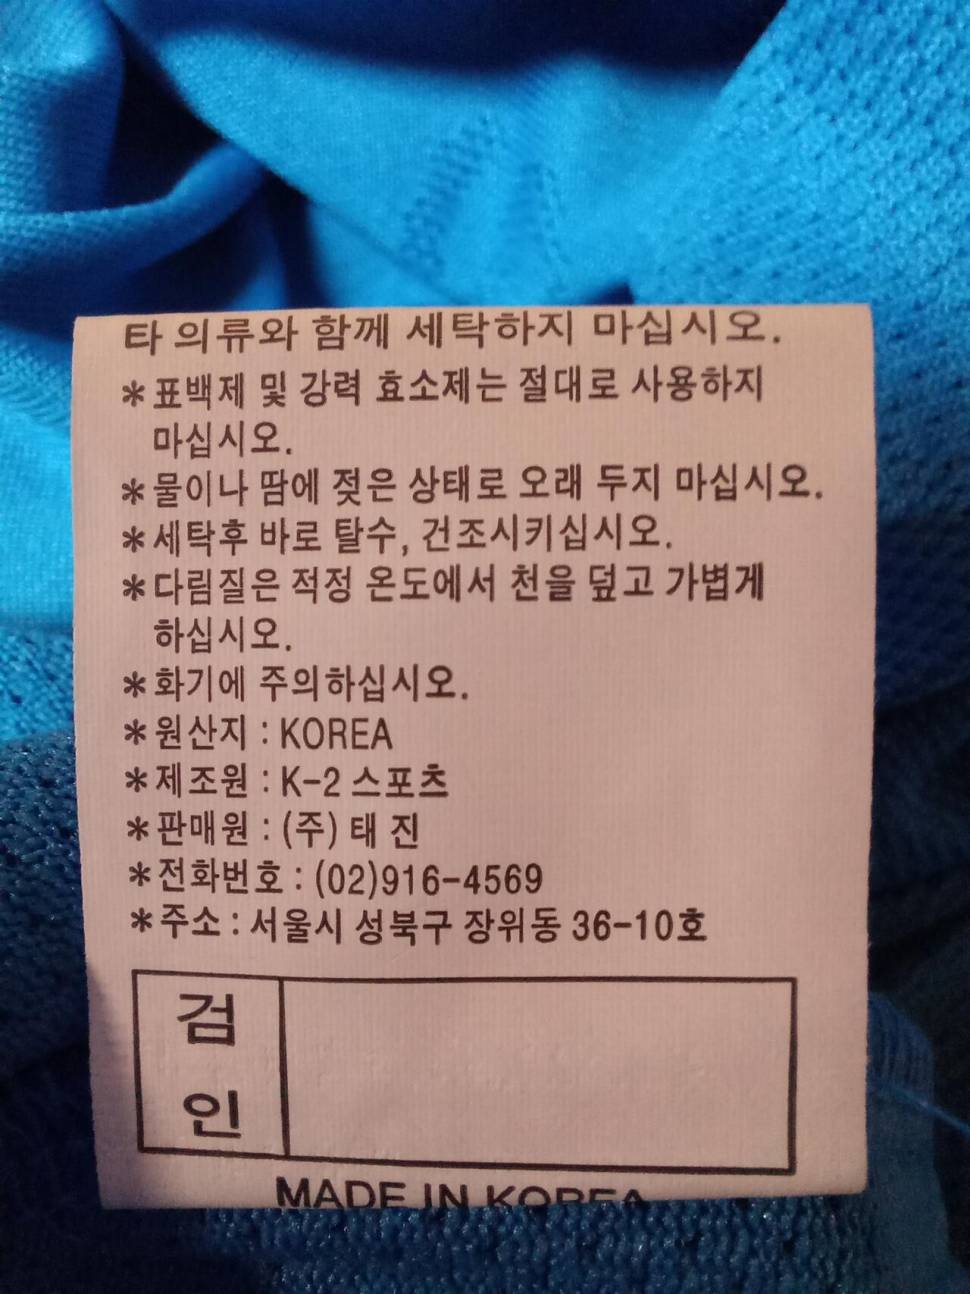 타 의류와 함께 세탁하지 마십시오.
*표백제 및 강력 효소제는 절대로 사용하지
마십시오.
*물이나 땀에 젖은 상태로 오래 두지 마십시오.
*세탁후 바로 탈수, 건조시키십시오.
*다림질은 적정 온도에서 천을 덮고 가볍게
하십시오.
*화기에 주의하십시오.
*원산지 : KOREA
*제조원 : K-2 스포츠
*판매원 : (주) 태 진
*전화번호 : (02)916-4569
*주소 : 서울시 성북구 장위동 36-10호
검
인
MADE IN KOREA